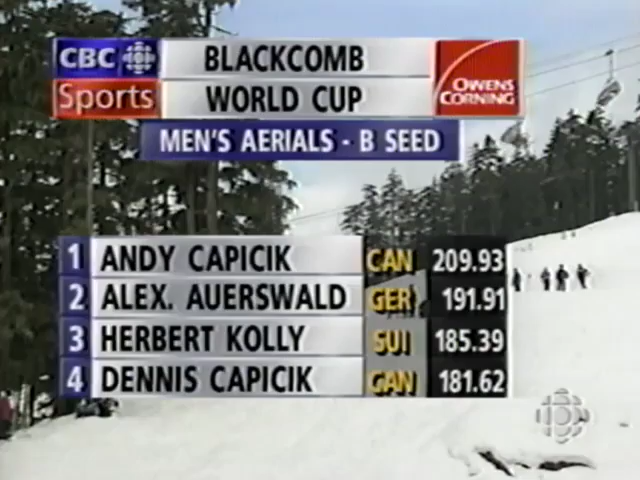 CBC
Sports
BLACKCOMB
WORLD CUP
OWENS
CORNING
MEN'S AERIALS - B SEED
1 ANDY CAPICIK CAN 209.93
2 ALEX. AUERSWALD GER 191.91
3 HERBERT KOLLY SUI 185.39
4 DENNIS CAPICIK CAN 181.62